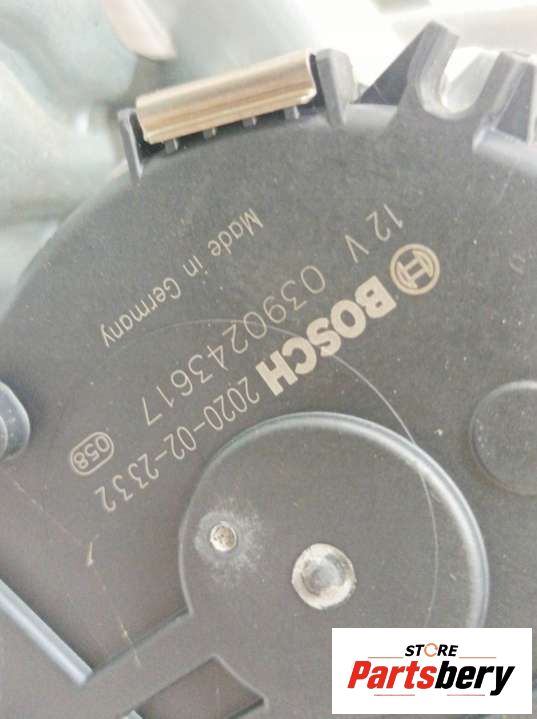 BOSCH 2020-02-2332
12 V 0390243617
058
Made in Germany
STORE
Partsbery